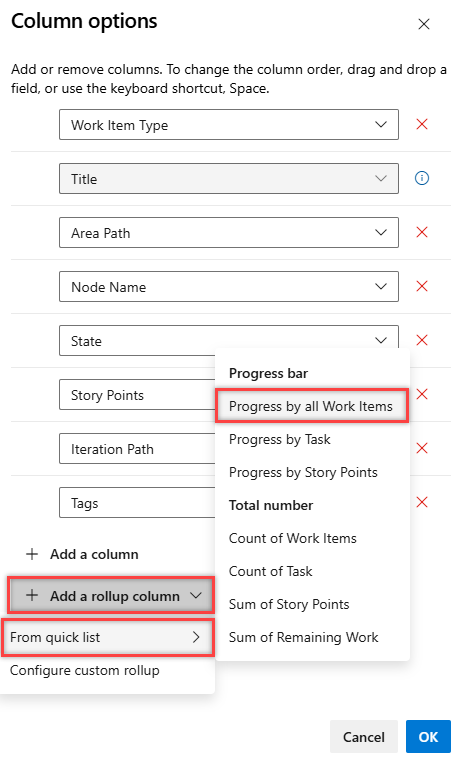 Column options
Add or remove columns. To change the column order, drag and drop a
field, or use the keyboard shortcut, Space.
Work Item Type
Title
Area Path
Node Name
State
Story Points
Iteration Path
Tags
Add a column
Add a rollup column
From quick list
Configure custom rollup
Progress bar
Progress by all Work Items
Progress by Task
Progress by Story Points
Total number
Count of Work Items
Count of Task
Sum of Story Points
Sum of Remaining Work
Cancel
OK